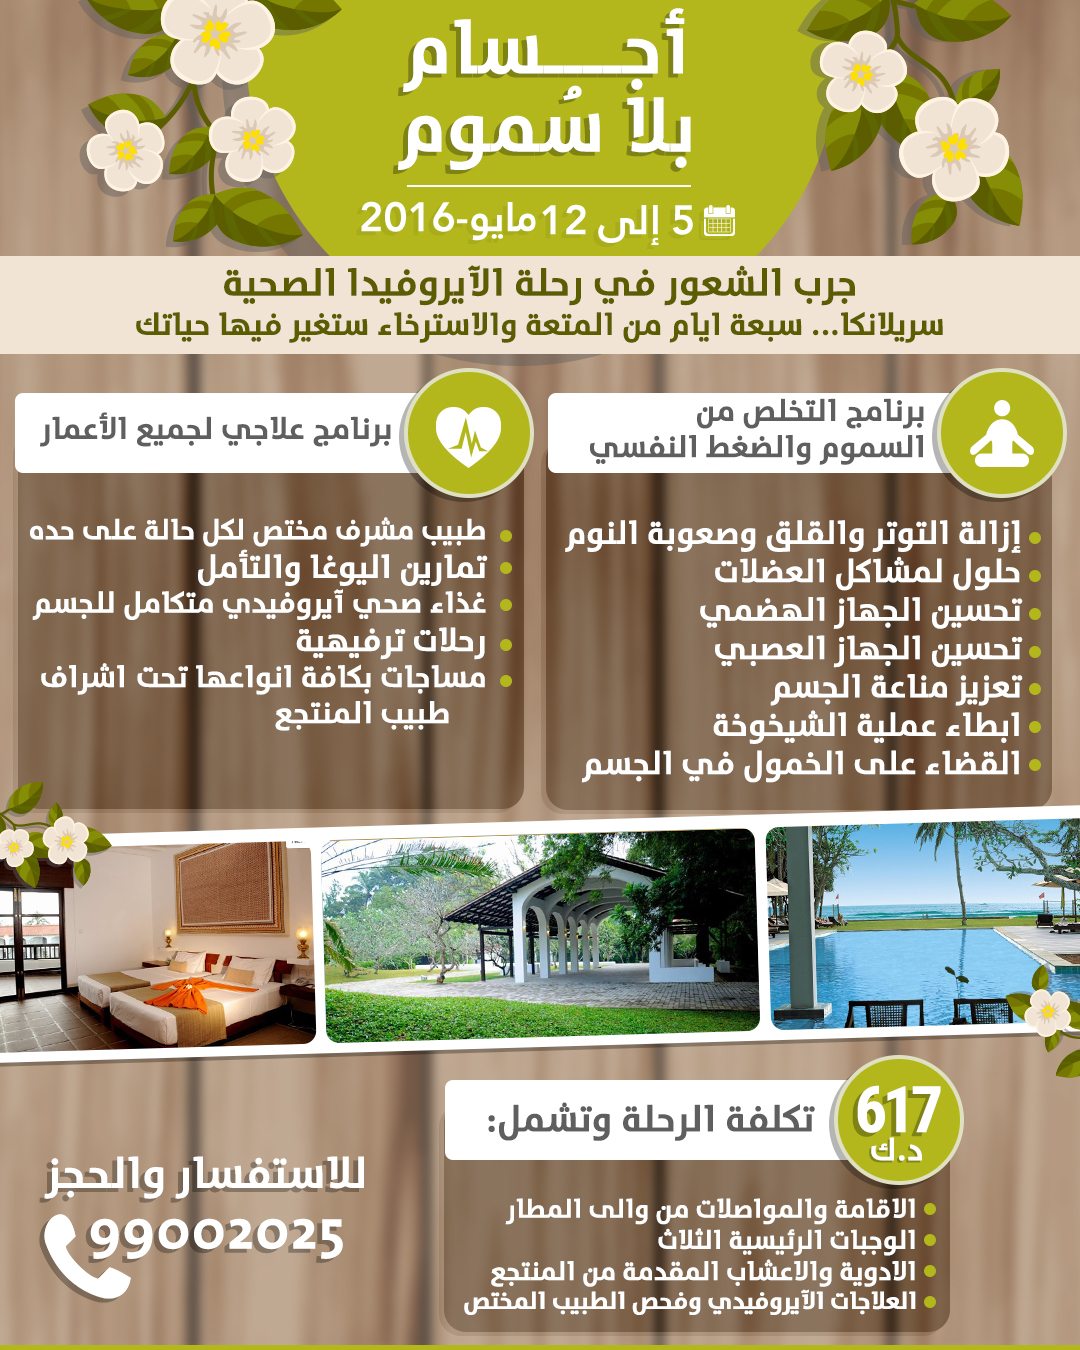 أجـــسام
بلا سُموم
5 إلى 12 مايو-2016
جرب الشعور في رحلة الآيروفيدا الصحية
سريلانكا... سبعة ايام من المتعة والاسترخاء ستغير فيها حياتك
برنامج التخلص من
السموم والضغط النفسي
إزالة التوتر والقلق وصعوبة النوم
حلول لمشاكل العضلات
تحسين الجهاز الهضمي
تحسين الجهاز العصبي
تعزيز مناعة الجسم
ابطاء عملية الشيخوخة
القضاء على الخمول في الجسم
برنامج علاجي لجميع الأعمار
طبيب مشرف مختص لكل حالة على حده
تمارين اليوغا والتأمل
غذاء صحي آيروفيدي متكامل للجسم
رحلات ترفيهية
مساجات بكافة انواعها تحت اشراف
طبيب المنتجع
617
د.ك
تكلفة الرحلة وتشمل:
الاقامة والمواصلات من والى المطار
الوجبات الرئيسية الثلاث
الادوية والاعشاب المقدمة من المنتجع
العلاجات الآيروفيدي وفحص الطبيب المختص
للاستفسار والحجز
99002025